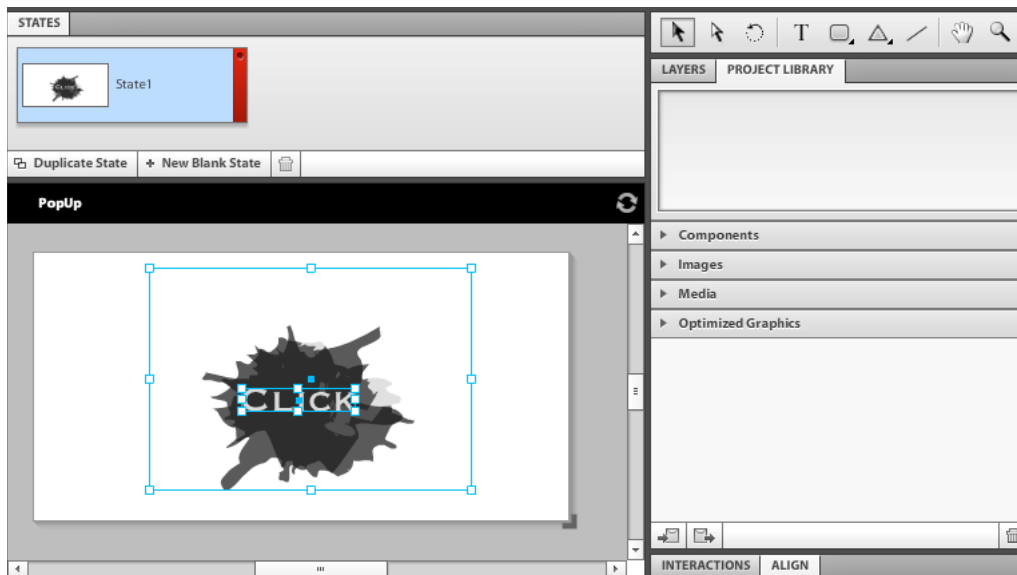 STATES
State1
Duplicate State
New Blank State
PopUp
CLICK
T
LAYERS PROJECT LIBRARY
Components
Images
Media
Optimized Graphics
INTERACTIONS ALIGN